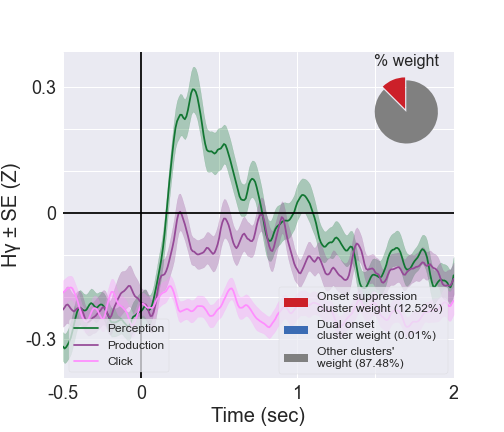 % weight
0.3
0
-0.3
Hγ ± SE (Z)
Perception
Production
Click
Onset suppression
cluster weight (12.52%)
Dual onset
cluster weight (0.01%)
Other clusters'
weight (87.48%)
-0.5 0 1 2
Time (sec)